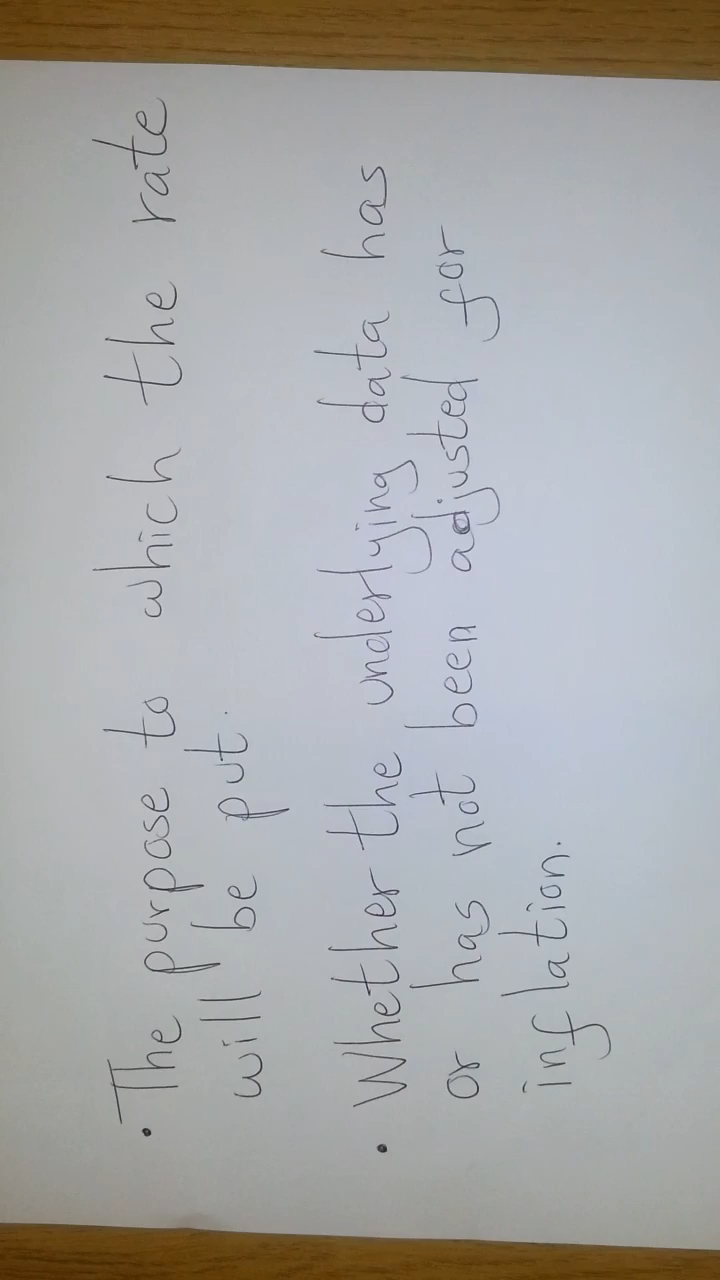 • The purpose to which the rate
will be put.
• Whether the underlying data has
or has not been adjusted for
inflation.